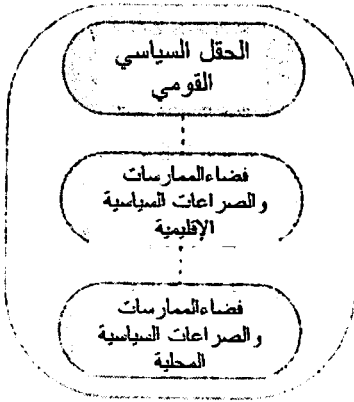 الحقل السياسي
القومي
فضاءالممارسات
والصراعات السياسية
الإقليمية
فضاءالممارسات
والصراعات السياسية
المحلية